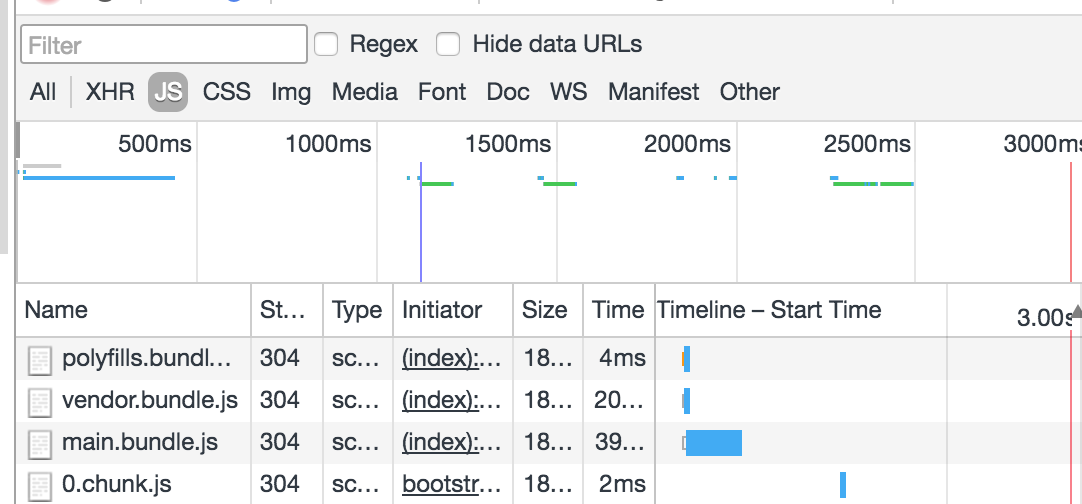 Filter Regex Hide data URLs
All XHR JS CSS Img Media Font Doc WS Manifest Other
500ms 1000ms 1500ms 2000ms 2500ms 3000ms
Name St... Type Initiator Size Time Timeline – Start Time 3.00s
polyfills.bundl... 304 sc... (index):... 18... 4ms
vendor.bundle.js 304 sc... (index):... 18... 20...
main.bundle.js 304 sc... (index):... 18... 39...
0.chunk.js 304 sc... bootstr... 18... 2ms